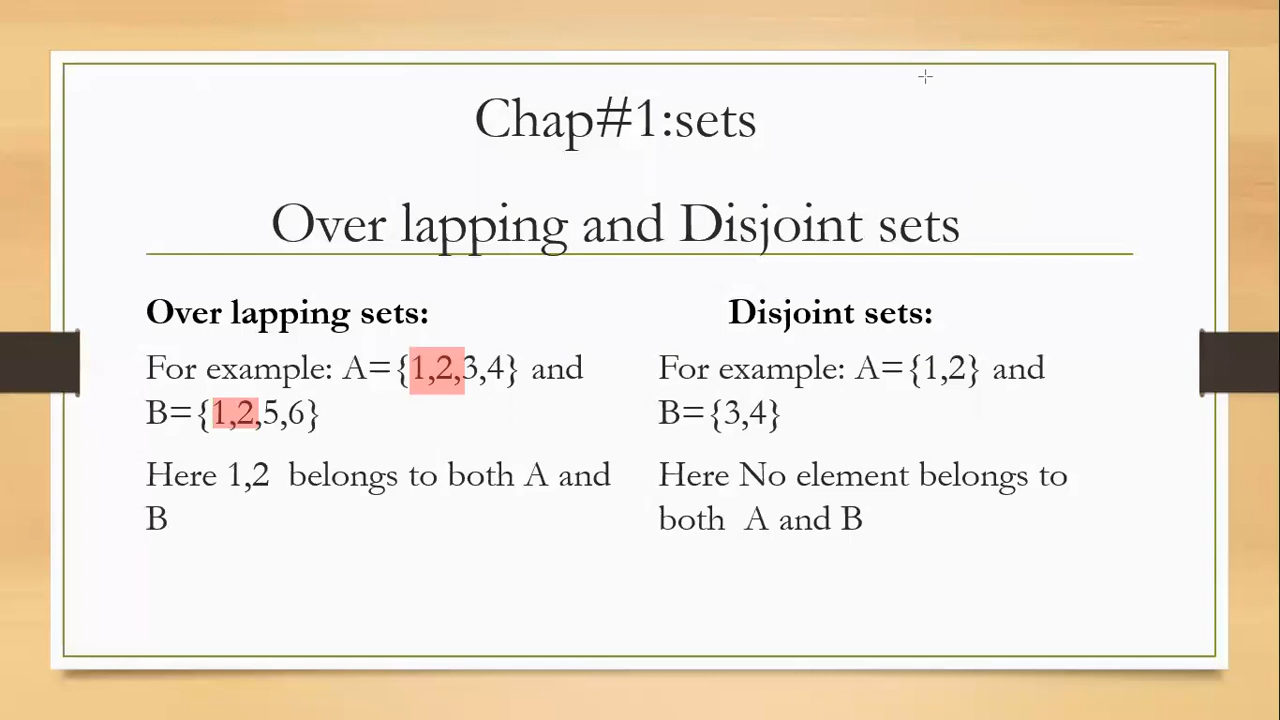 Chap#1:sets
Over lapping and Disjoint sets
Over lapping sets:
For example: A={1,2,3,4} and
B={1,2,5,6}
Here 1,2  belongs to both A and
B
Disjoint sets:
For example: A={1,2} and
B={3,4}
Here No element belongs to
both  A and B